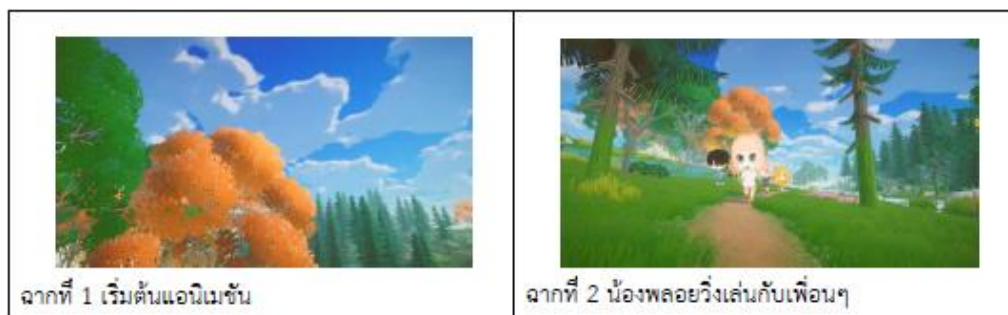 ฉากที่ 1 เริ่มต้นแอนิเมชัน
ฉากที่ 2 น้องพลอยวิ่งเล่นกับเพื่อนๆ